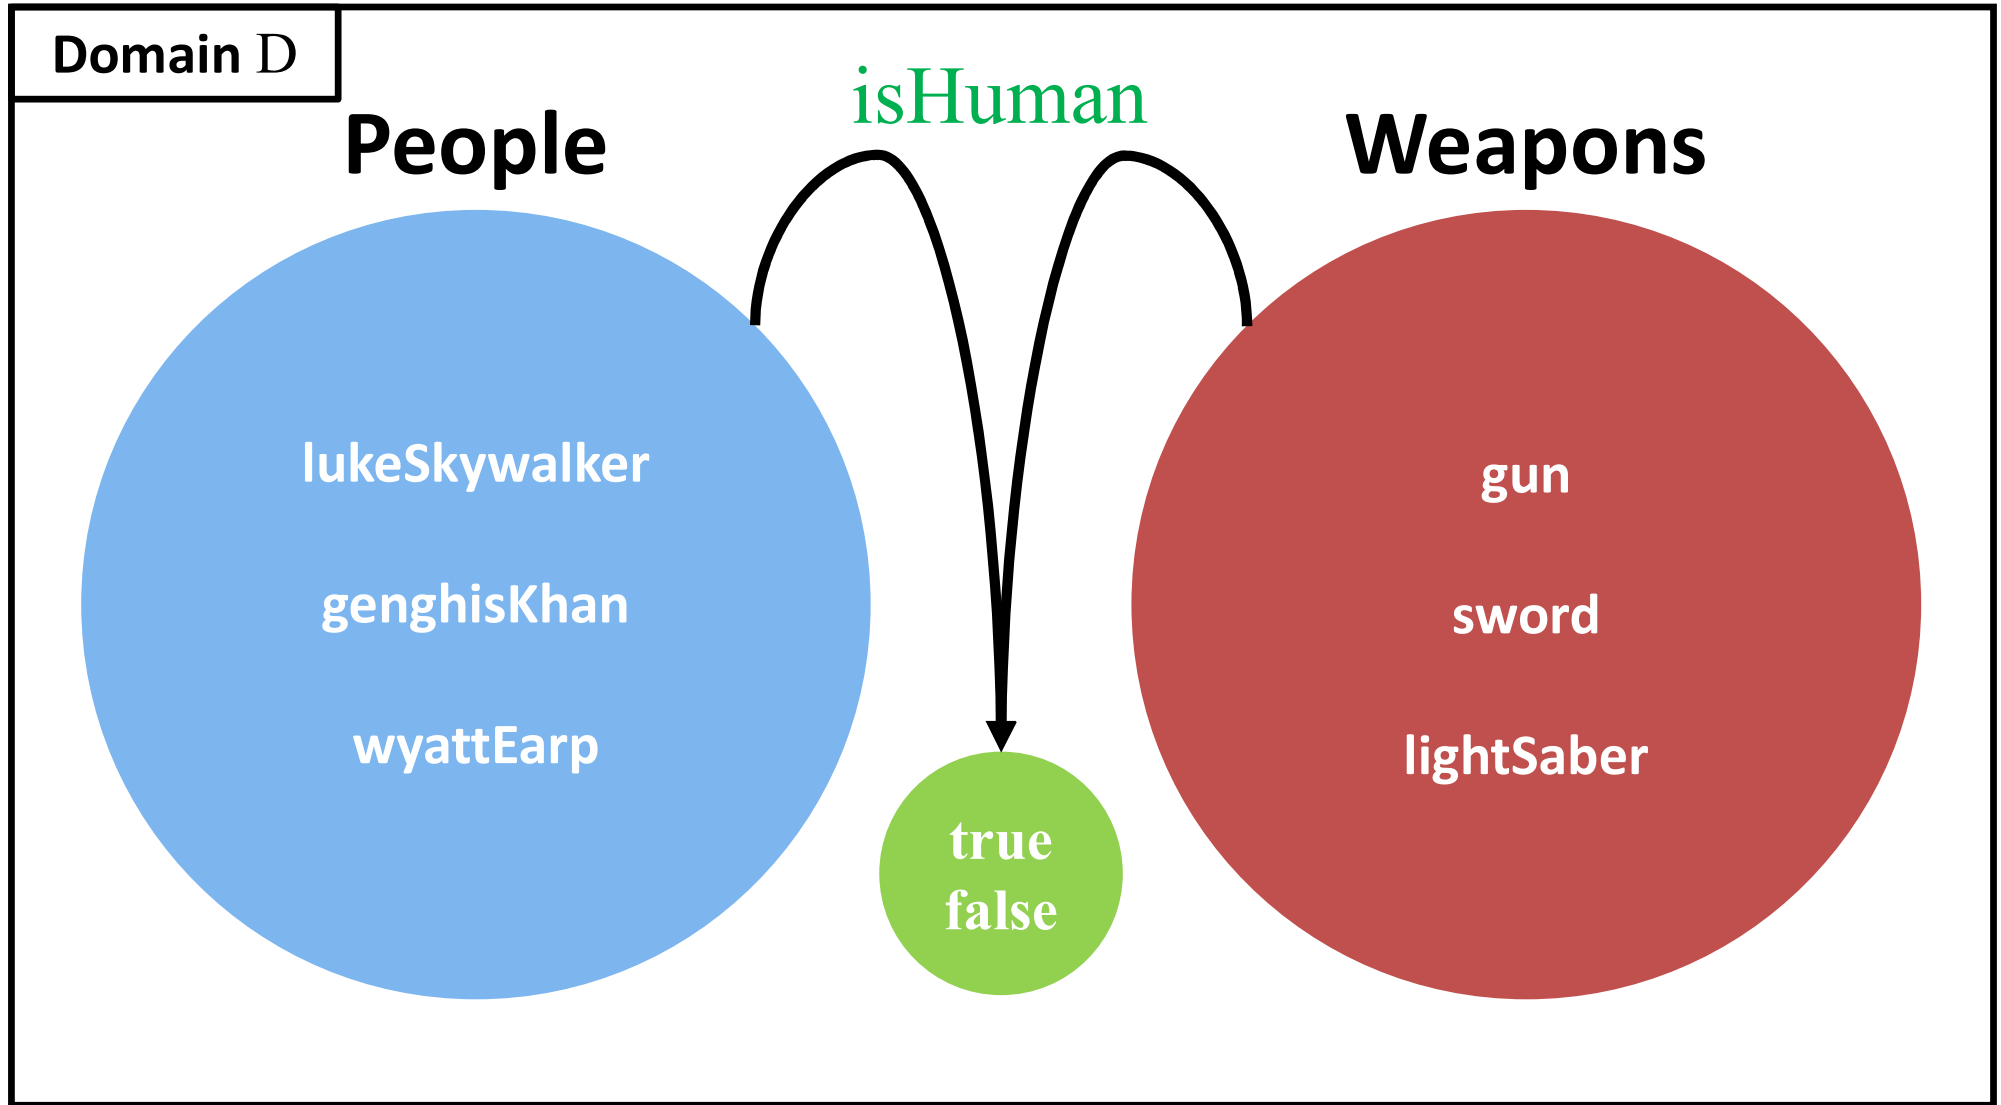 Domain D
isHuman
People
Weapons
lukeSkywalker
genghisKhan
wyattEarp
gun
sword
lightSaber
true
false